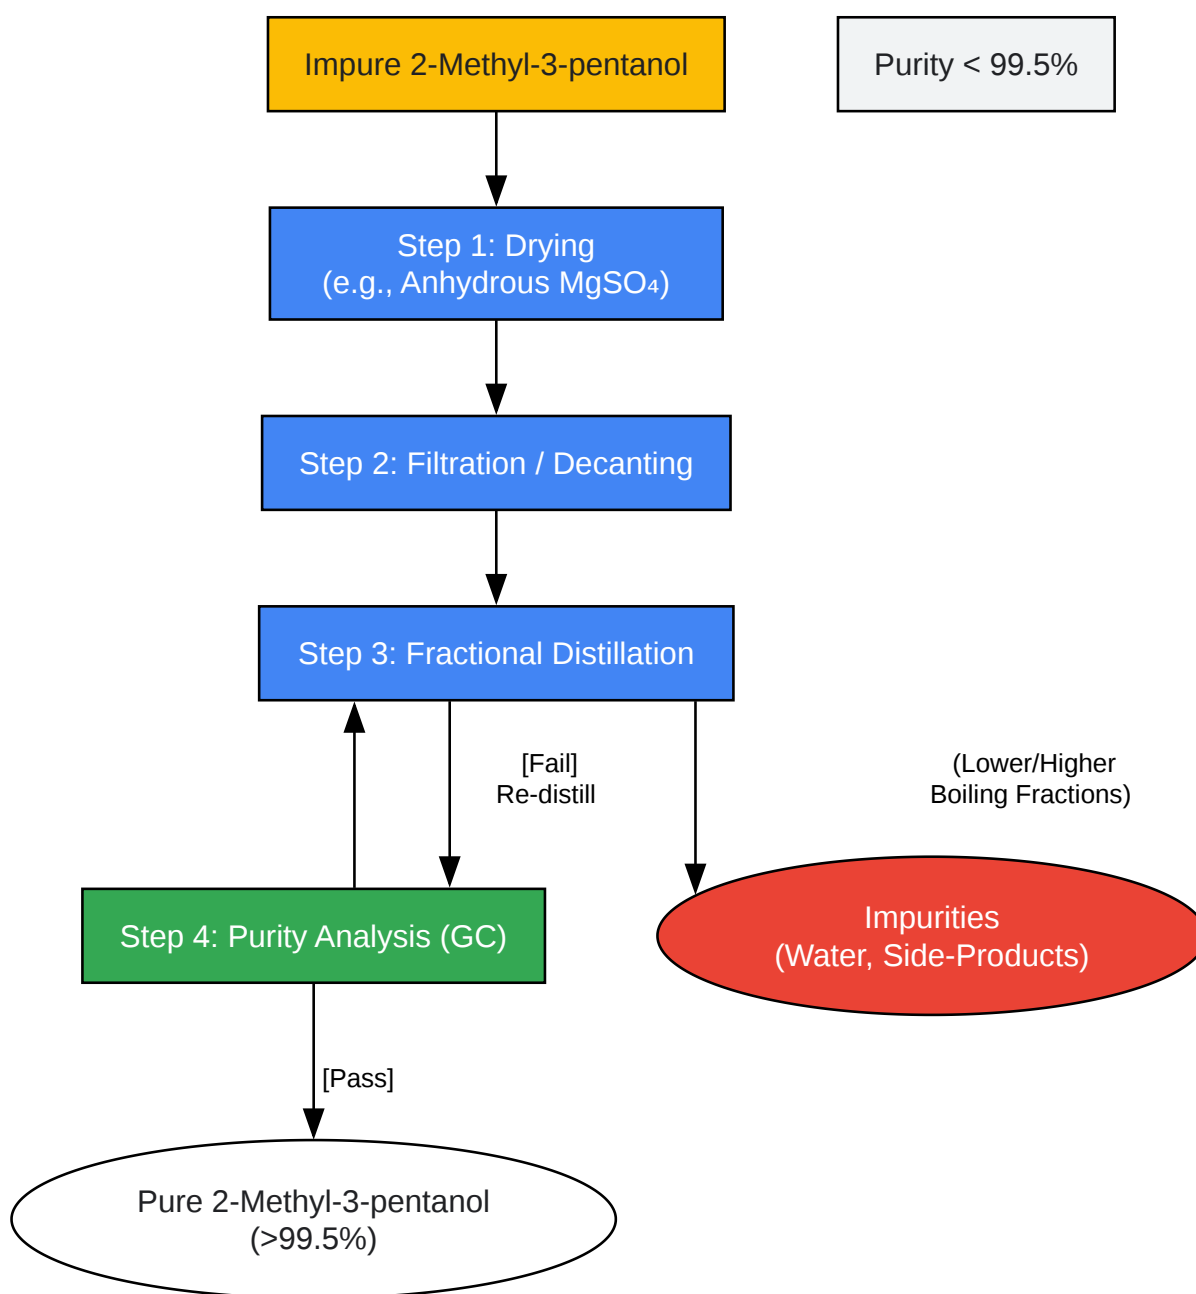 Impure 2-Methyl-3-pentanol
Purity < 99.5%
Step 1: Drying
(e.g., Anhydrous MgSO₄)
Step 2: Filtration / Decanting
Step 3: Fractional Distillation
[Fail]
Re-distill
(Lower/Higher
Boiling Fractions)
Step 4: Purity Analysis (GC)
Impurities
(Water, Side-Products)
[Pass]
Pure 2-Methyl-3-pentanol
(>99.5%)